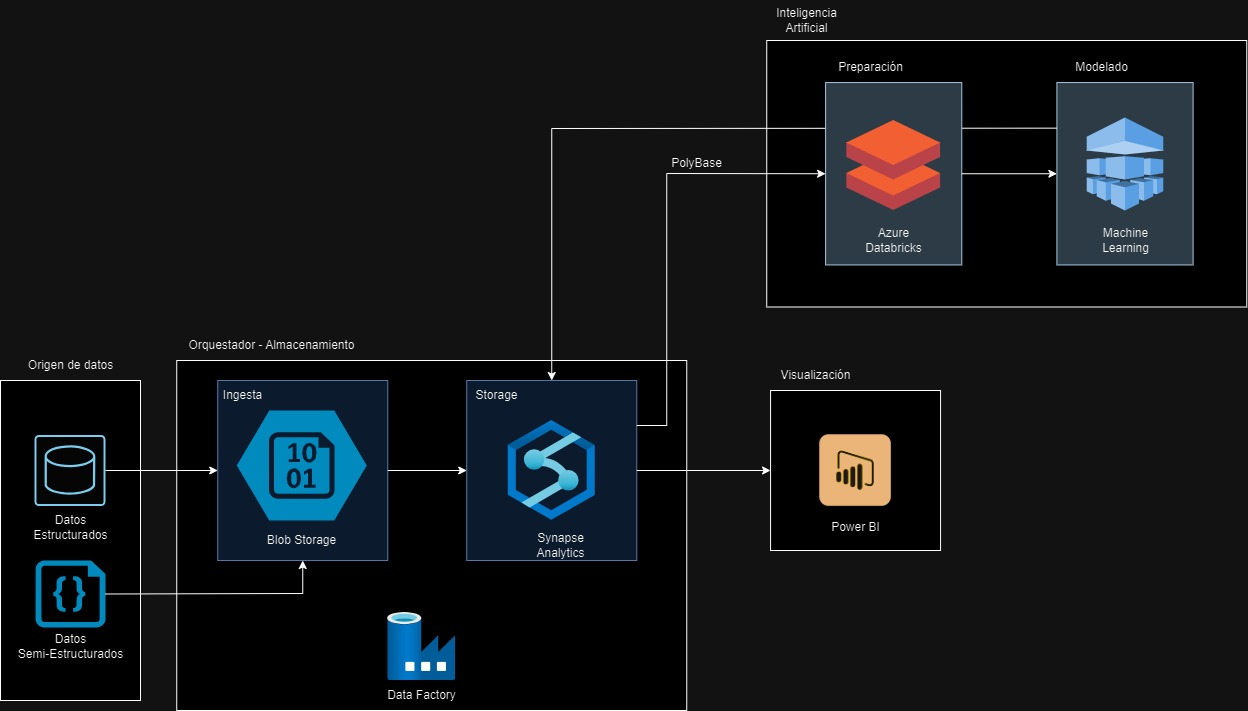 Inteligencia
Artificial
Preparación
Modelado
PolyBase
Azure
Databricks
Machine
Learning
Orquestador - Almacenamiento
Origen de datos
Visualización
Ingesta
Storage
10
01
Datos
Estructurados
Blob Storage
Synapse
Analytics
Power BI
{}
Datos
Semi-Estructurados
Data Factory